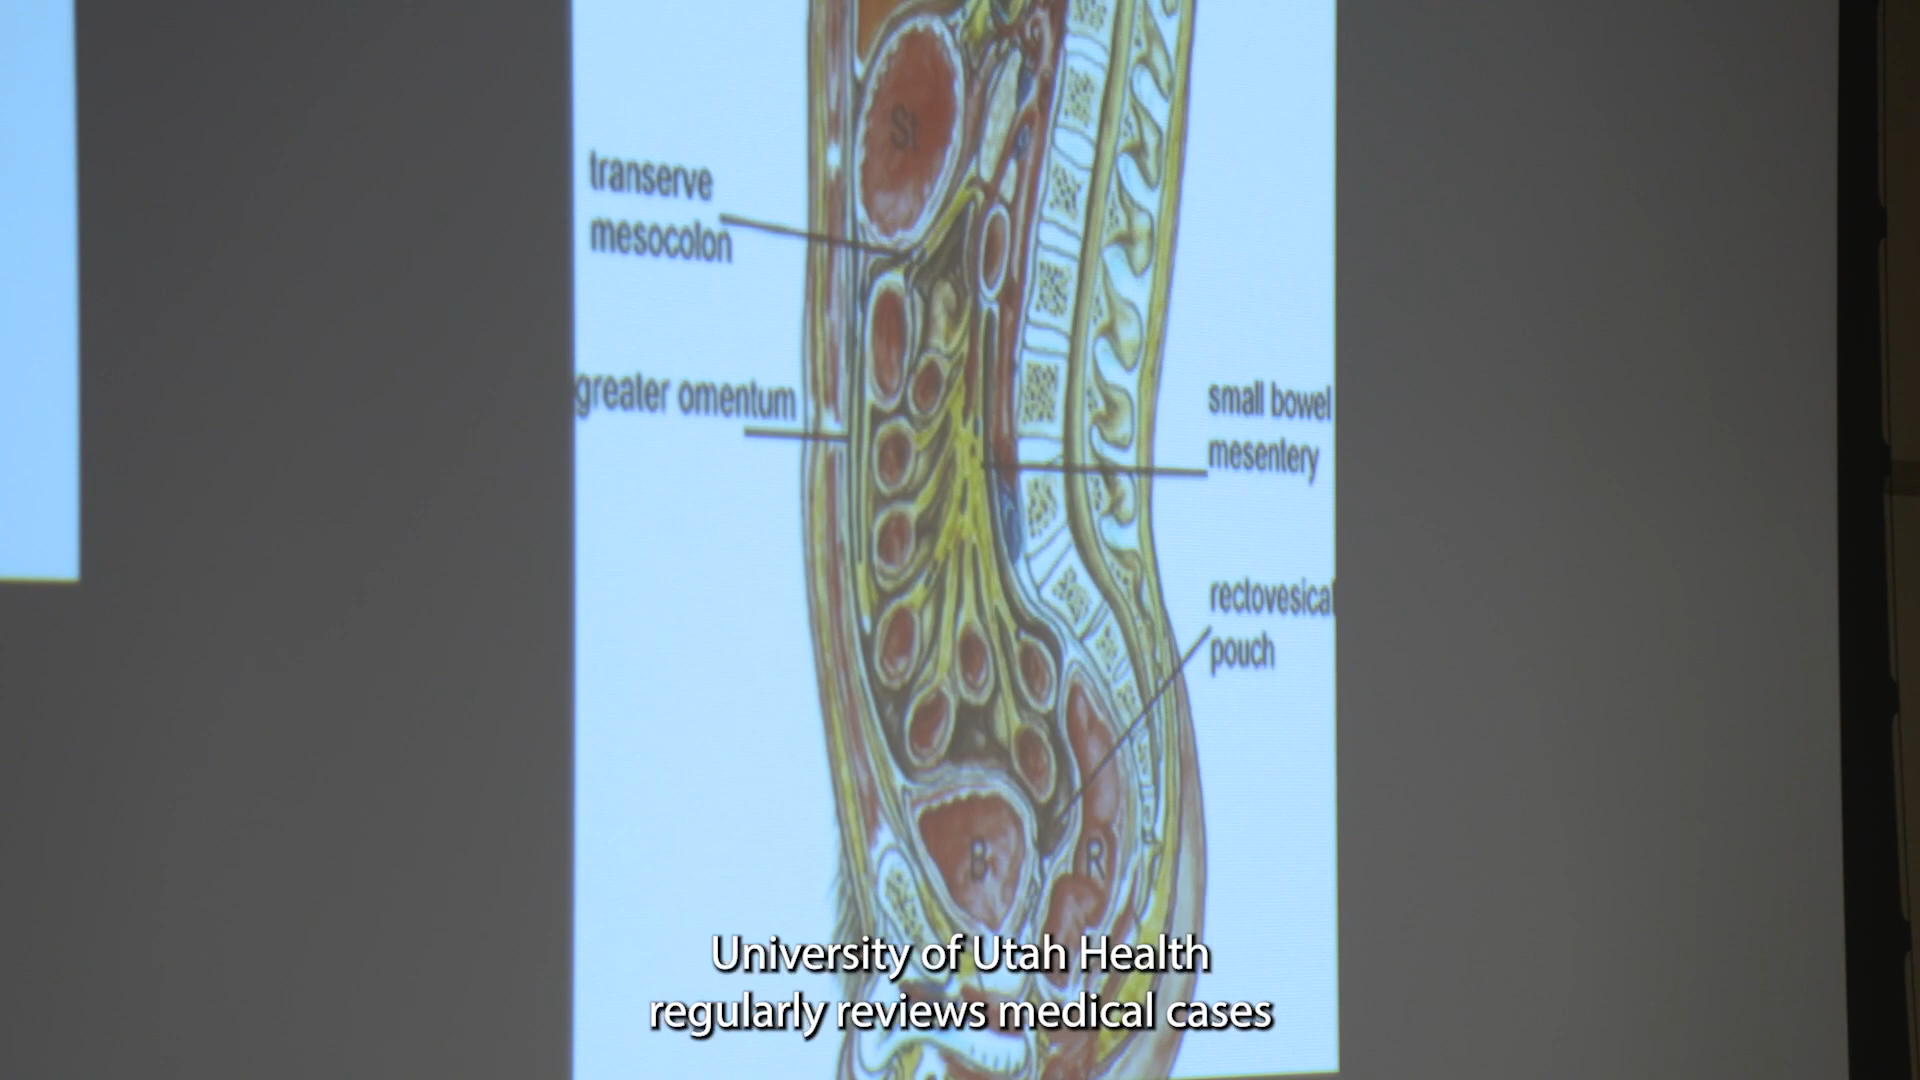 St
transerve
mesocolon
greater omentum
small bowel
mesentery
rectovesical
pouch
B
R
University of Utah Health
regularly reviews medical cases